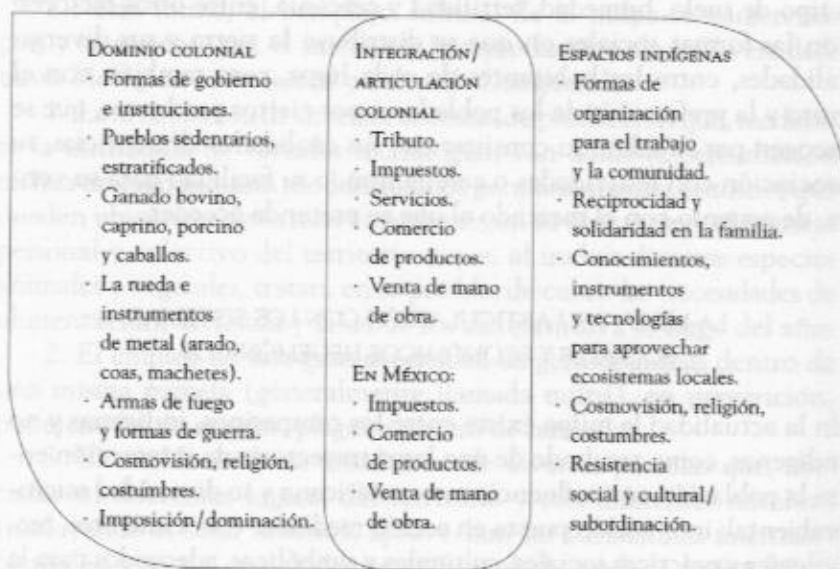 DOMINIO COLONIAL
· Formas de gobierno
e instituciones.
· Pueblos sedentarios,
estratificados.
· Ganado bovino,
caprino, porcino
y caballos.
· La rueda e
instrumentos
de metal (arado,
coas, machetes).
· Armas de fuego
y formas de guerra.
· Cosmovisión, religión,
costumbres.
Imposición/dominación.
INTEGRACIÓN/
ARTICULACIÓN
COLONIAL
· Tributo.
· Impuestos.
· Servicios.
· Comercio
de productos.
· Venta de mano
de obra.
EN MÉXICO:
· Impuestos.
· Comercio
de productos.
· Venta de mano
de obra.
ESPACIOS INDÍGENAS
· Formas de
organización
para el trabajo
y la comunidad.
· Reciprocidad y
solidaridad en la familia.
· Conocimientos,
instrumentos
y tecnologías
para aprovechar
ecosistemas locales.
· Cosmovisión, religión,
costumbres.
· Resistencia
social y cultural/
subordinación.